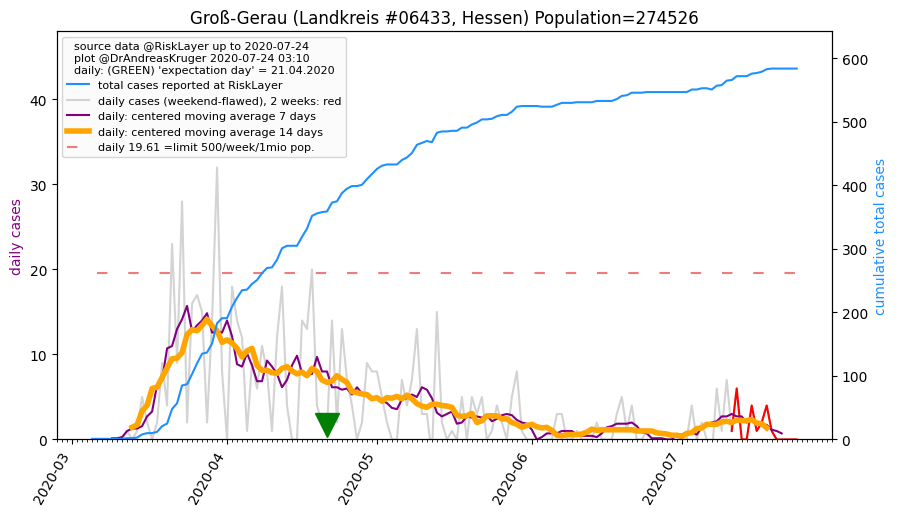 Groß-Gerau (Landkreis #06433, Hessen) Population=274526
source data @RiskLayer up to 2020-07-24
plot @DrAndreasKruger 2020-07-24 03:10
daily: (GREEN) 'expectation day' = 21.04.2020
total cases reported at RiskLayer
daily cases (weekend-flawed), 2 weeks: red
daily: centered moving average 7 days
daily: centered moving average 14 days
daily 19.61 =limit 500/week/1mio pop.
daily cases
40
30
20
10
0
600
500
400
300
200
100
0
cumulative total cases
2020-03
2020-04
2020-05
2020-06
2020-07